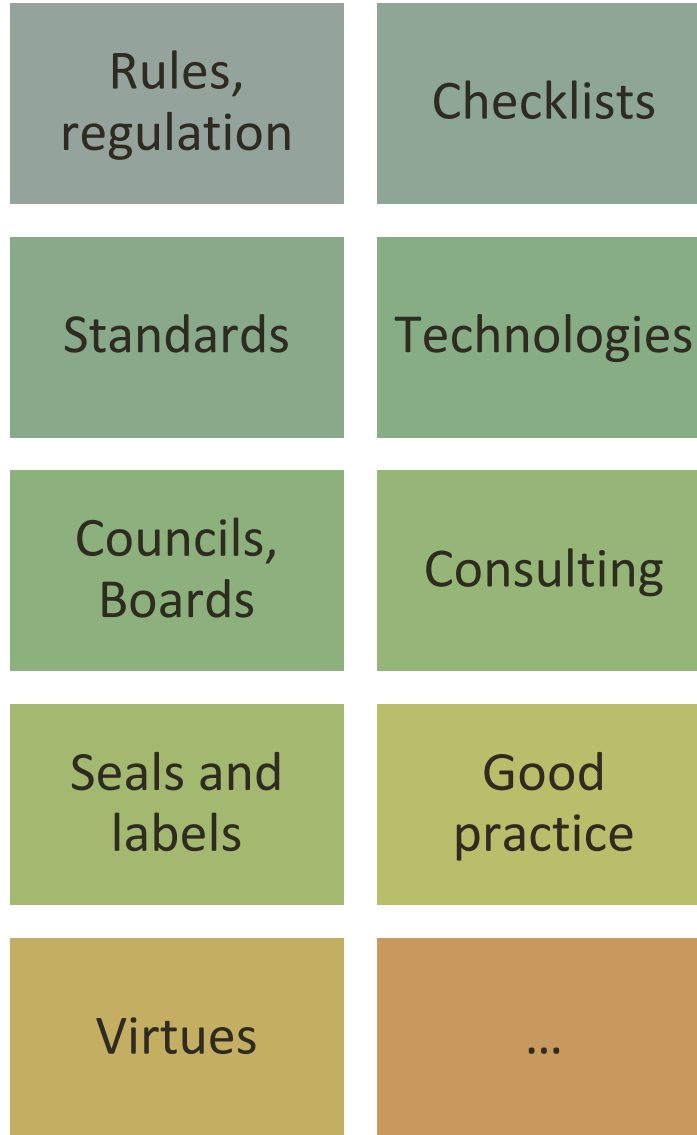 Rules,
regulation
Checklists
Standards
Technologies
Councils,
Boards
Consulting
Seals and
labels
Good
practice
Virtues
...